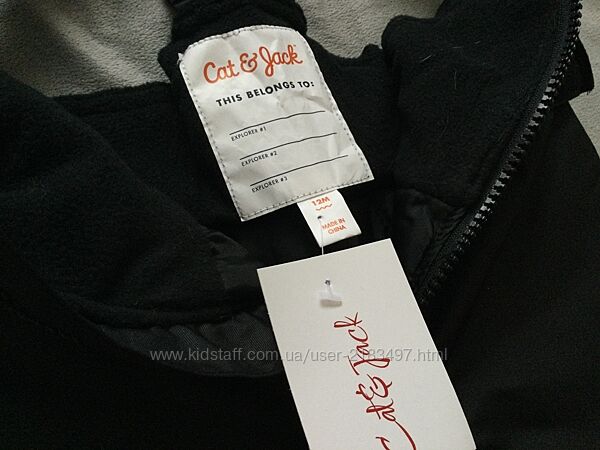 Cat & Jack
THIS BELONGS TO:
EXPLORER #1
EXPLORER #2
EXPLORER #3
12M
MADE IN
CHINA
www.kidstaff.com.ua/user-2183497.html
Cat & Jack